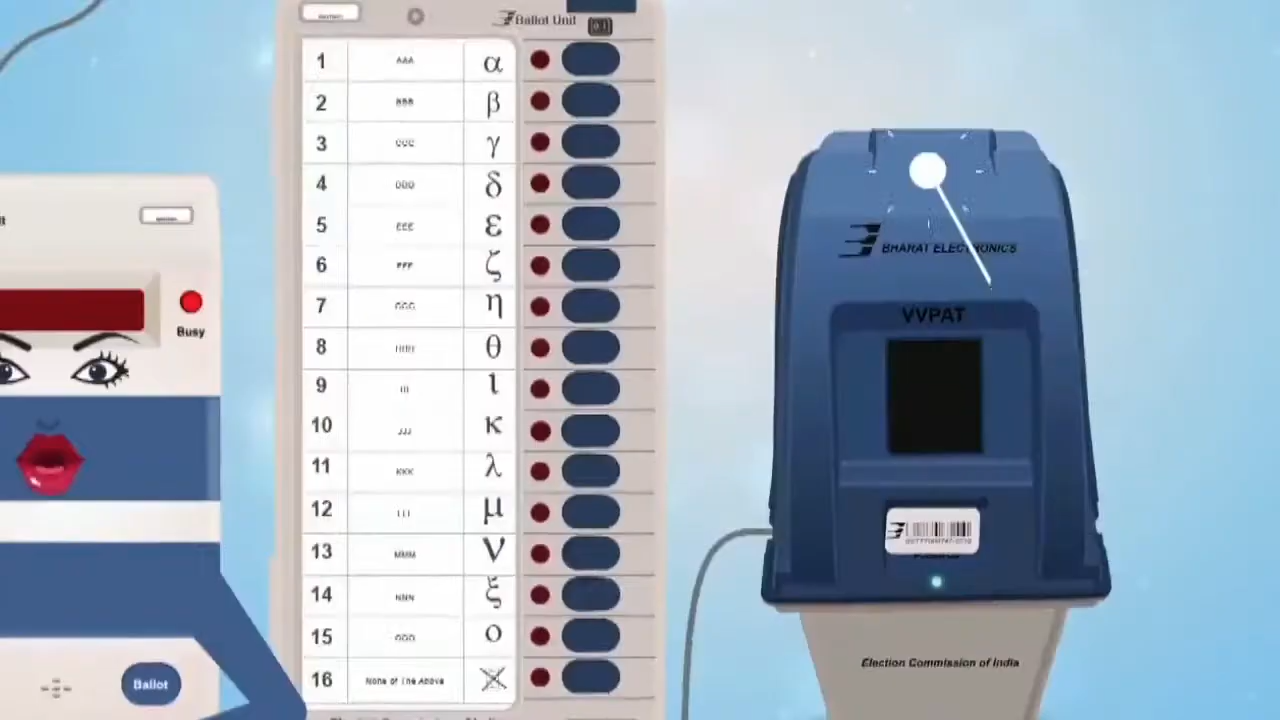 Ballot Unit
1 AAA α
2 BBB β
3 CCC γ
4 DDD δ
5 EEE ε
6 FFF ζ
7 GGG η
8 HHH θ
9 III ι
10 JJJ κ
11 KKK λ
12 LLL μ
13 MMM ν
14 NNN ξ
15 OOO ο
16 None of The Above
Busy
Ballot
BHARAT ELECTRONICS
VVPAT
Election Commission of India